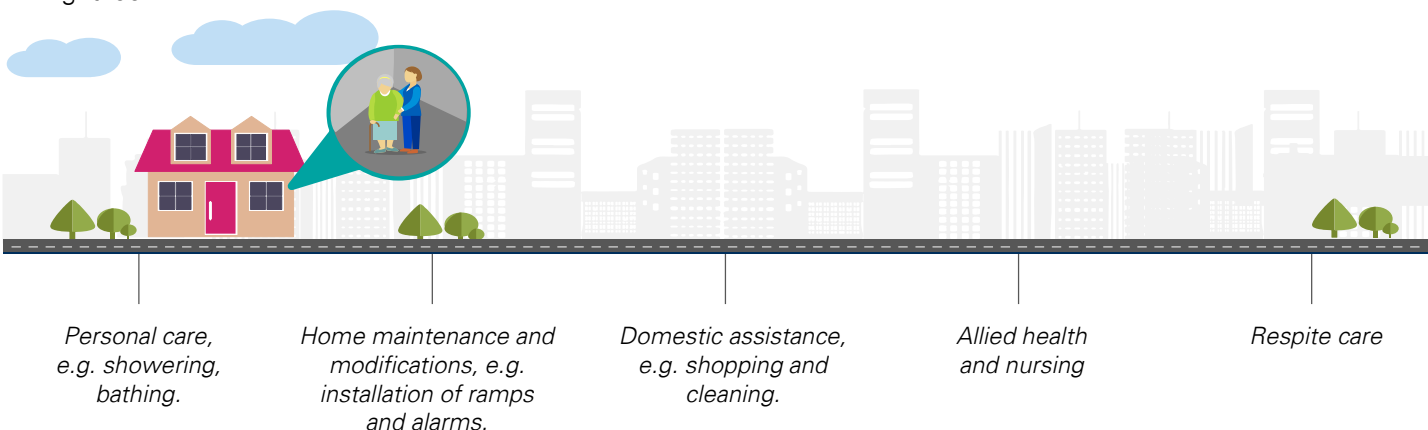 Personal care,
e.g. showering,
bathing.
Home maintenance and
modifications, e.g.
installation of ramps
and alarms.
Domestic assistance,
e.g. shopping and
cleaning.
Allied health
and nursing
Respite care